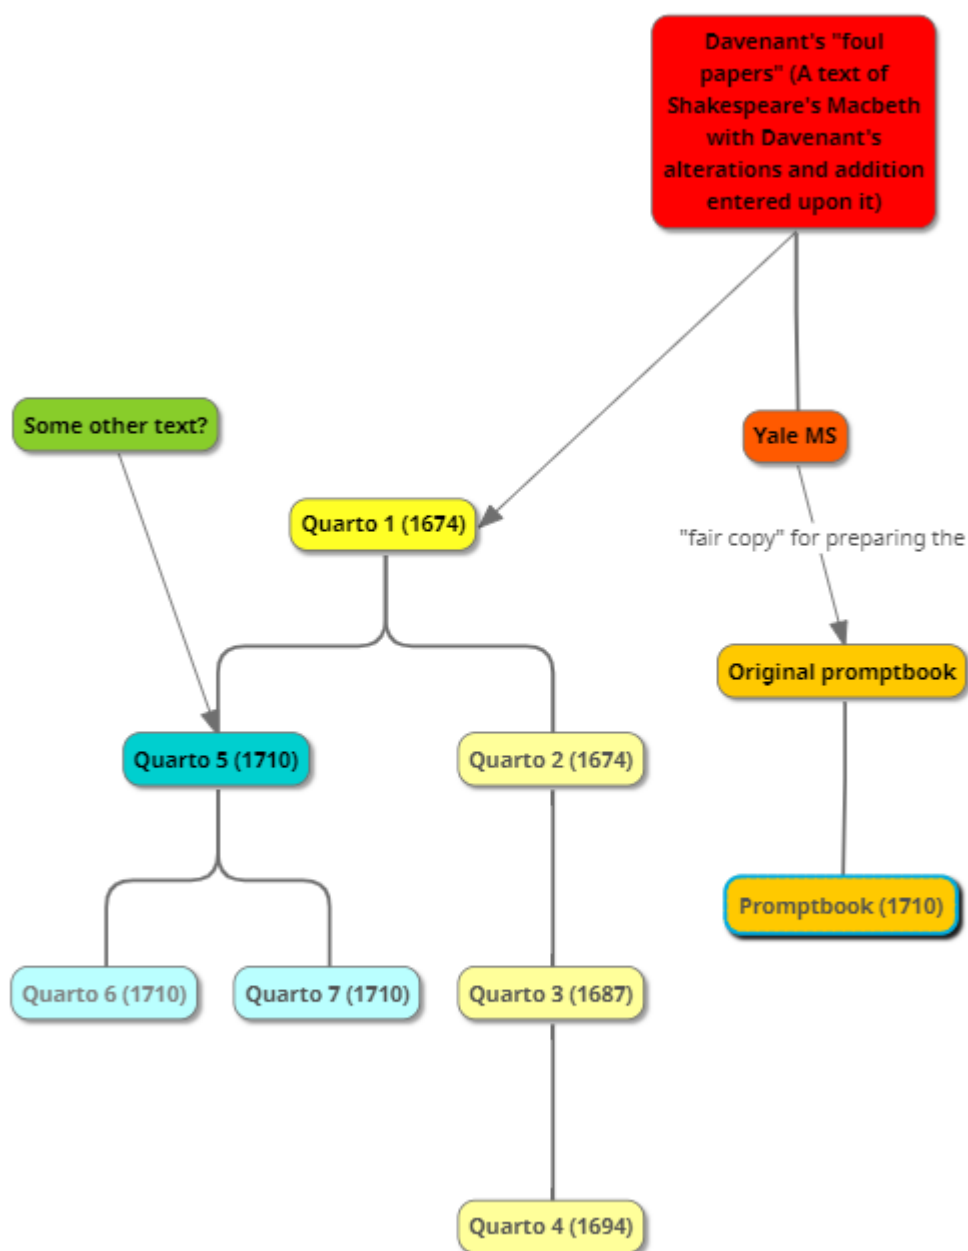 Davenant's "foul
papers" (A text of
Shakespeare's Macbeth
with Davenant's
alterations and addition
entered upon it)
Some other text?
Yale MS
Quarto 1 (1674)
"fair copy" for preparing the
Original promptbook
Quarto 5 (1710)
Quarto 2 (1674)
Promptbook (1710)
Quarto 6 (1710)
Quarto 7 (1710)
Quarto 3 (1687)
Quarto 4 (1694)